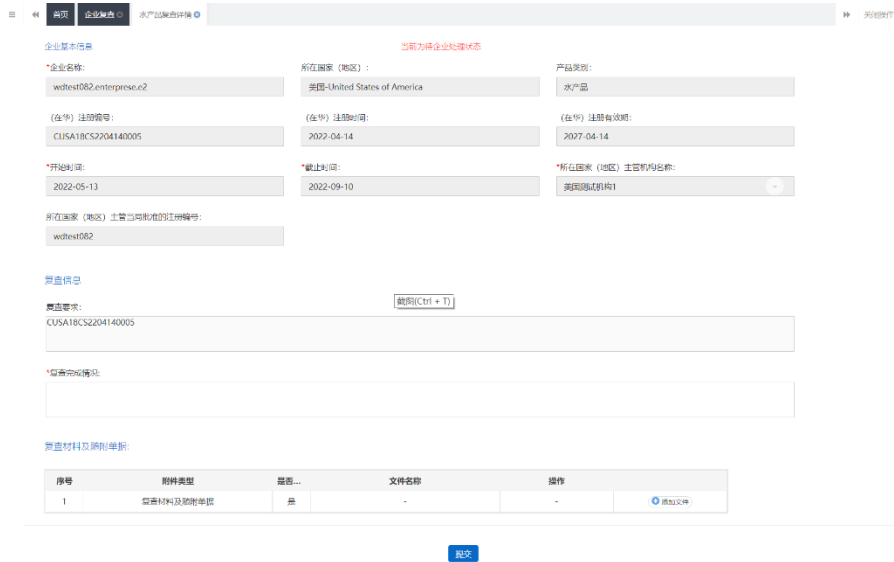 首页 企业复查 水产品复查详情 关闭操作
企业基本信息 当前为待企业处理状态
*企业名称: 所在国家（地区）: 产品类别:
wdtest082.enterprese.e2 美国-United States of America 水产品
（在华）注册编号: （在华）注册时间: （在华）注册有效期:
CUSA18CS2204140005 2022-04-14 2027-04-14
*开始时间: *截止时间: *所在国家（地区）主管机构名称:
2022-05-13 2022-09-10 美国测试机构1
所在国家（地区）主管当局批准的注册编号:
wdtest082
复查信息
截图(Ctrl + T)
复查要求:
CUSA18CS2204140005
*复查完成情况:
复查材料及随附单据:
序号 附件类型 是否... 文件名称 操作
1 复查材料及随附单据 是 - - 添加文件
提交